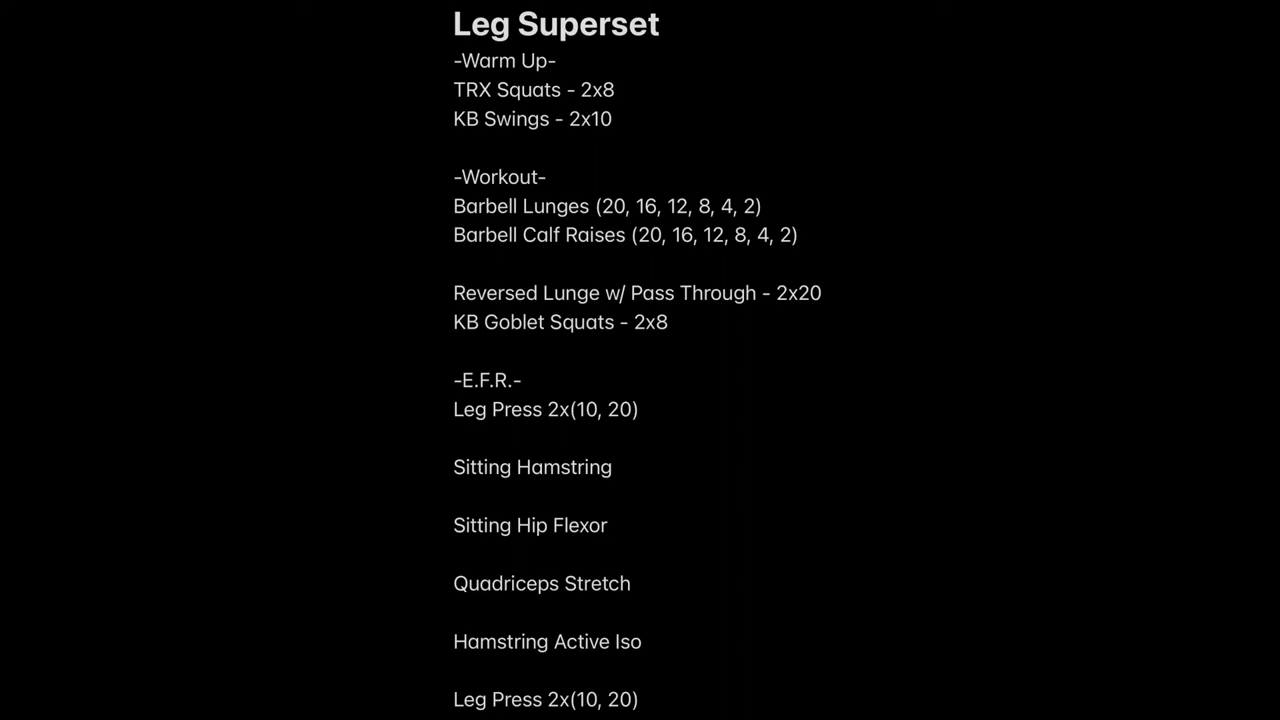 Leg Superset
-Warm Up-
TRX Squats - 2x8
KB Swings - 2x10
-Workout-
Barbell Lunges (20, 16, 12, 8, 4, 2)
Barbell Calf Raises (20, 16, 12, 8, 4, 2)
Reversed Lunge w/ Pass Through - 2x20
KB Goblet Squats - 2x8
-E.F.R.-
Leg Press 2x(10, 20)
Sitting Hamstring
Sitting Hip Flexor
Quadriceps Stretch
Hamstring Active Iso
Leg Press 2x(10, 20)